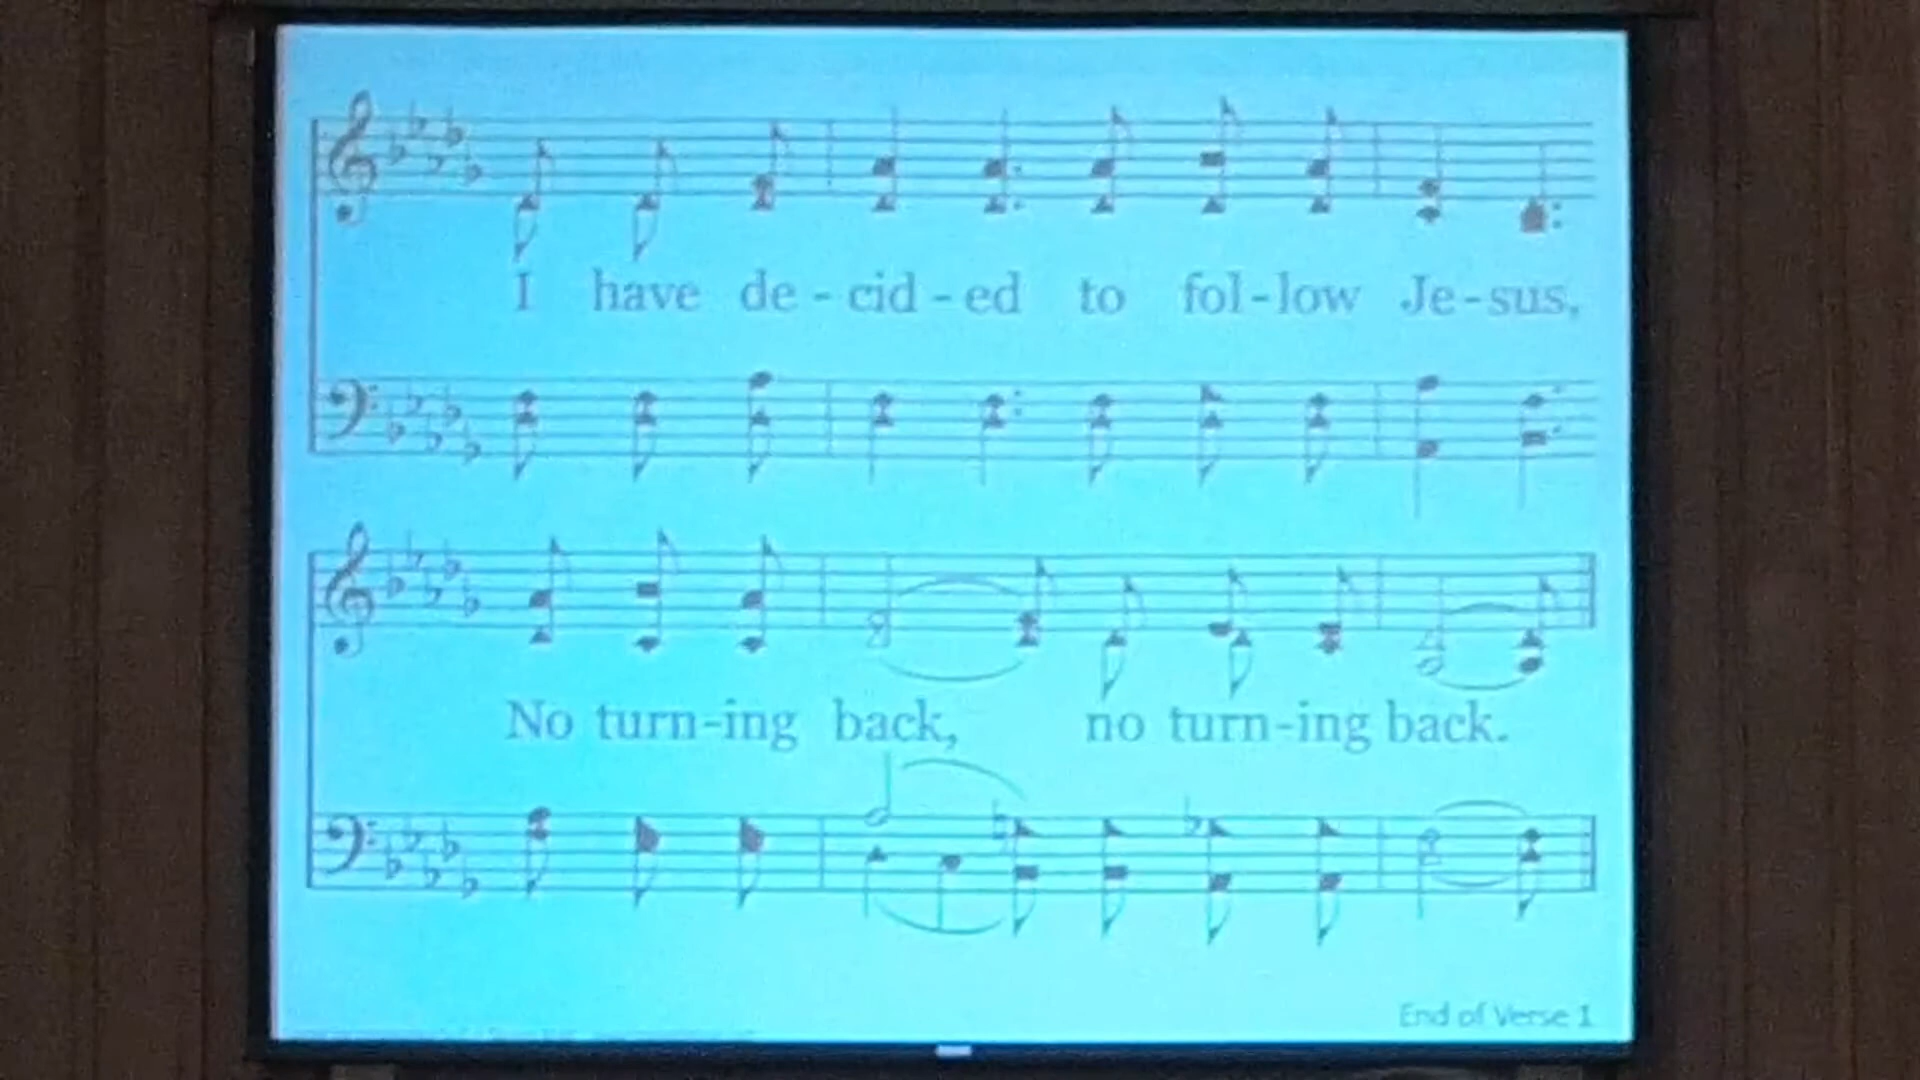 I have de - cid - ed to fol - low Je - sus,
No turn-ing back, no turn-ing back.
End of Verse 1